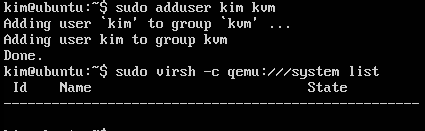 kim@ubuntu:~$ sudo adduser kim kvm
Adding user `kim' to group `kvm' ...
Adding user kim to group kvm
Done.
kim@ubuntu:~$ sudo virsh -c qemu:///system list
 Id    Name                           State
----------------------------------------------------